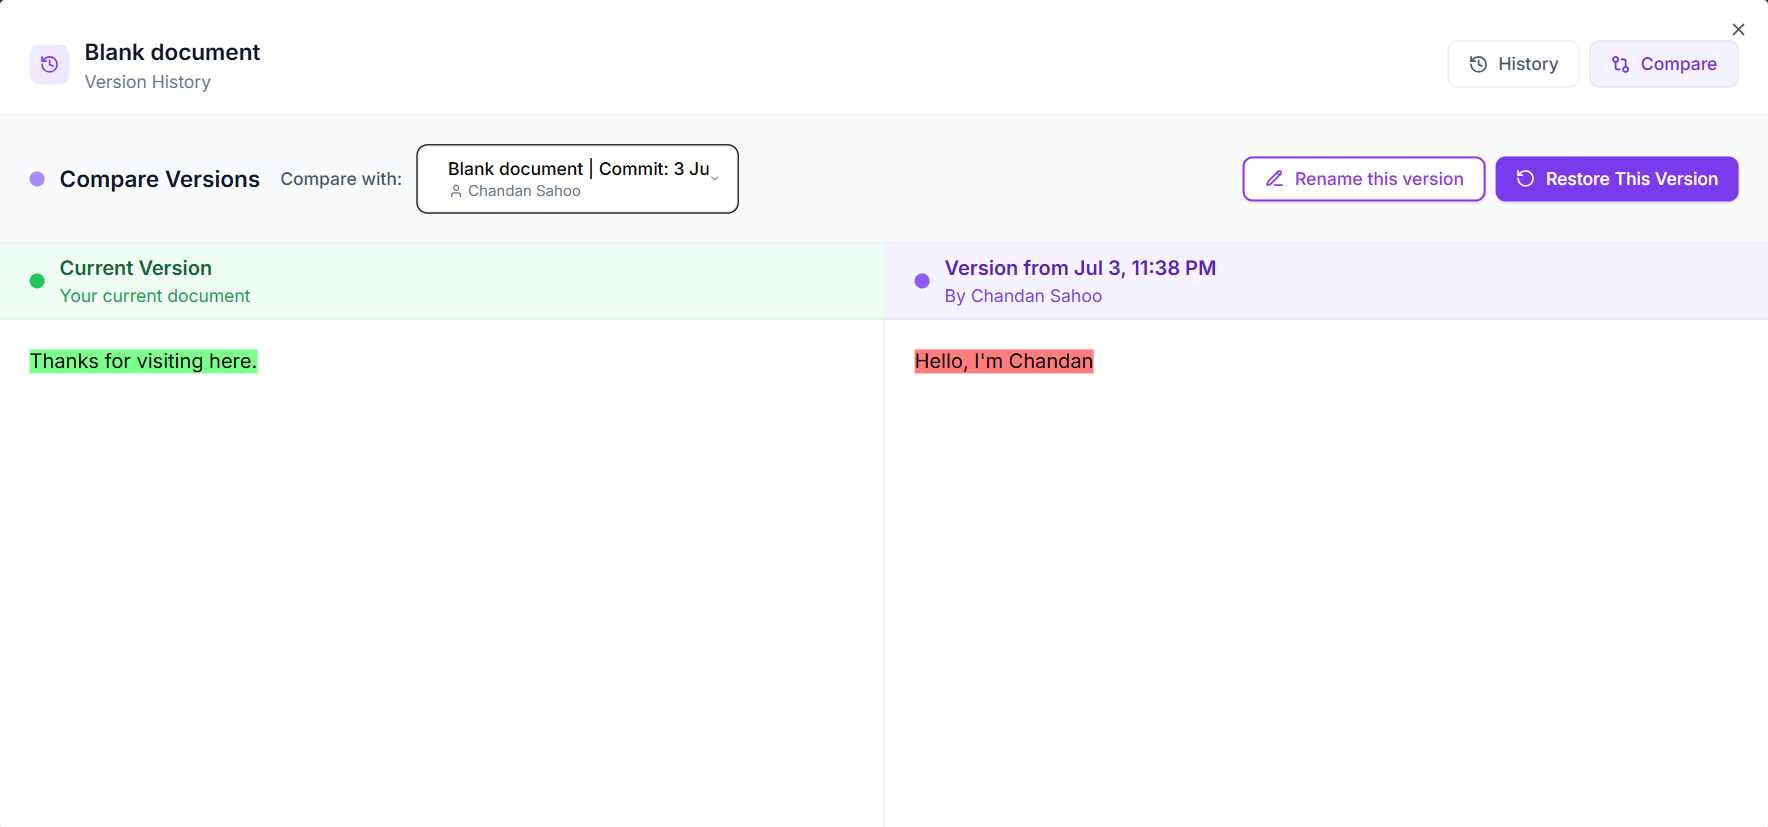 Blank document
Version History
History
Compare
Compare Versions
Compare with:
Blank document | Commit: 3 Ju
Chandan Sahoo
Rename this version
Restore This Version
Current Version
Your current document
Version from Jul 3, 11:38 PM
By Chandan Sahoo
Thanks for visiting here.
Hello, I'm Chandan